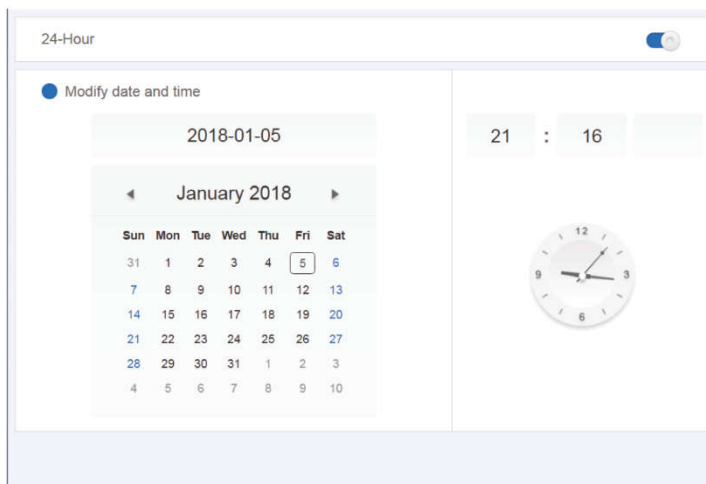 24-Hour
Modify date and time
2018-01-05
21 : 16
January 2018
Sun Mon Tue Wed Thu Fri Sat
31 1 2 3 4 5 6
7 8 9 10 11 12 13
14 15 16 17 18 19 20
21 22 23 24 25 26 27
28 29 30 31 1 2 3
4 5 6 7 8 9 10
12
9 3
6